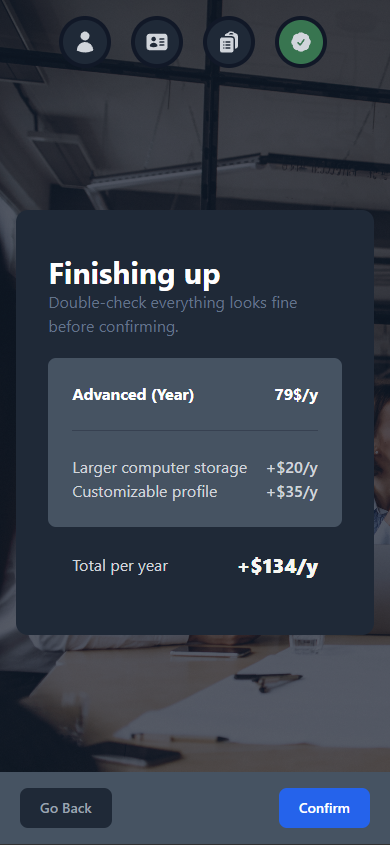 Finishing up
Double-check everything looks fine
before confirming.
Advanced (Year) 79$/y
Larger computer storage +$20/y
Customizable profile +$35/y
Total per year +$134/y
Go Back Confirm